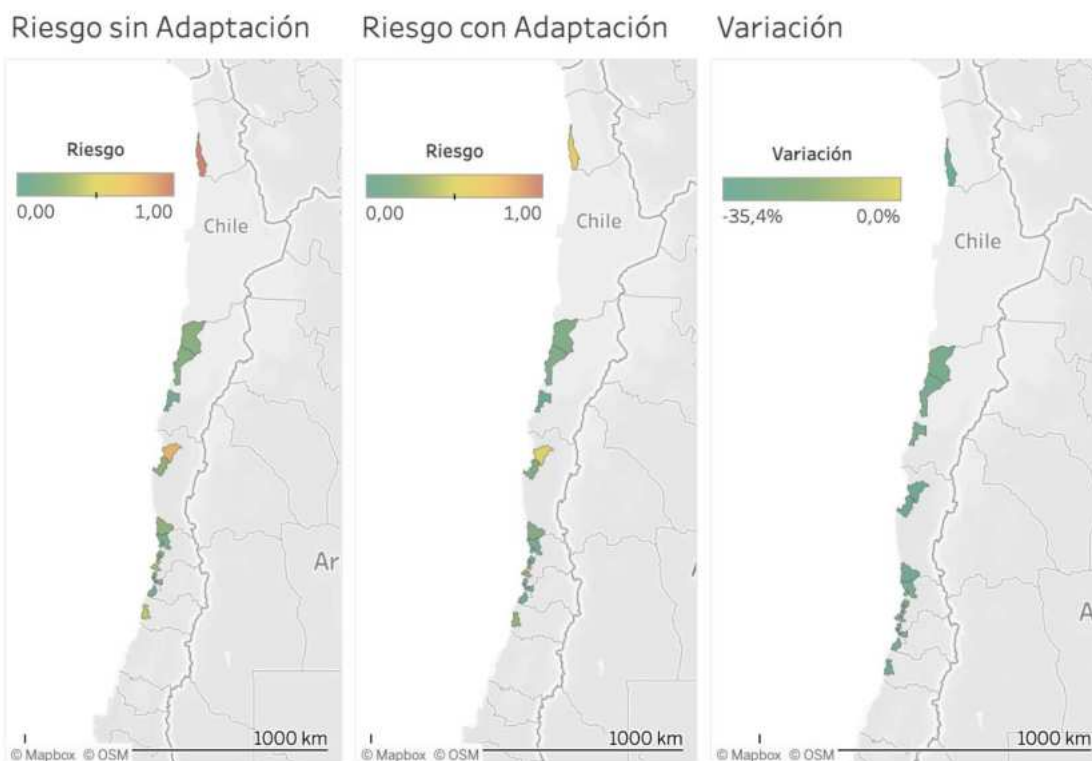 Riesgo sin Adaptación
Riesgo con Adaptación
Variación
Riesgo
0,00 1,00
Chile
Ar
1000 km
© Mapbox © OSM
Riesgo
0,00 1,00
Chile
A
1000 km
© Mapbox © OSM
Variación
-35,4% 0,0%
Chile
A
1000 km
© Mapbox © OSM